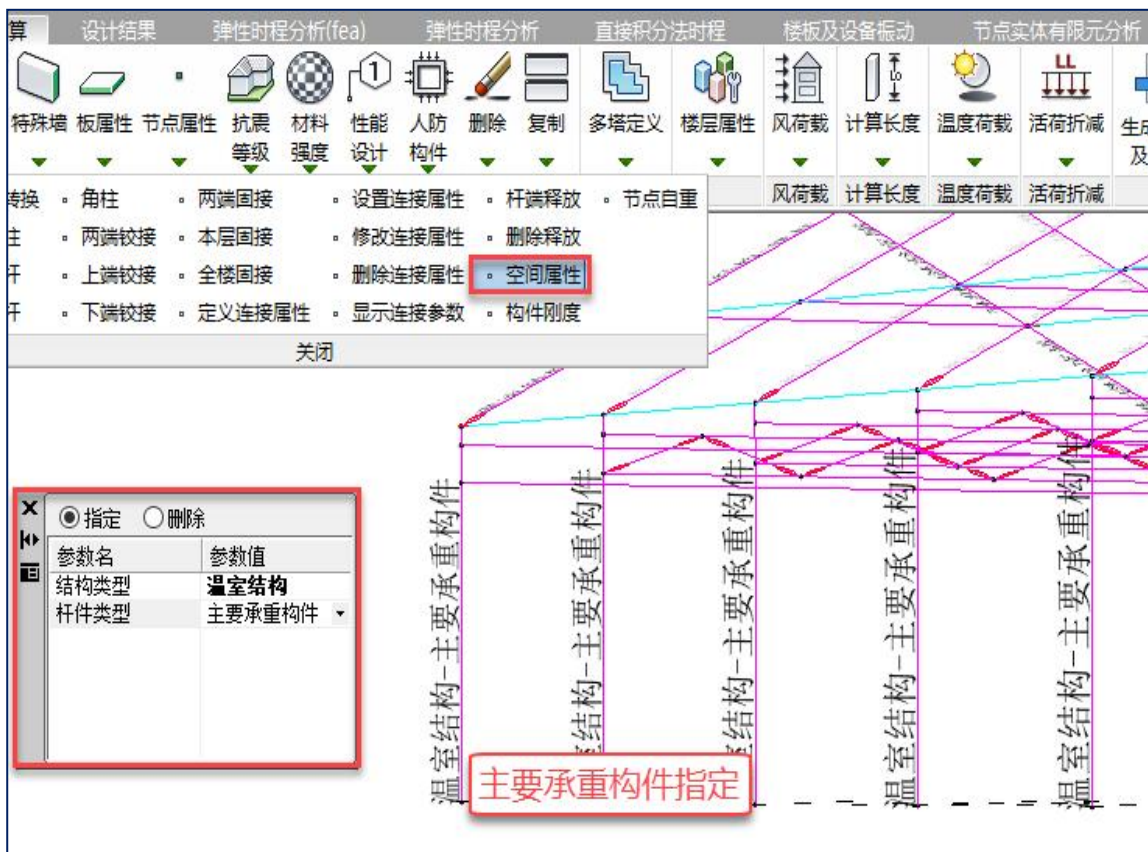 算 设计结果 弹性时程分析(fea) 弹性时程分析 直接积分法时程 楼板及设备振动 节点实体有限元分析
特殊墙 板属性 节点属性 抗震等级 材料强度 性能设计 人防构件 删除 复制 多塔定义 楼层属性 风荷载 计算长度 温度荷载 活荷折减 生成 及
LL
风荷载 计算长度 温度荷载 活荷折减
转换 角柱 两端固接 设置连接属性 杆端释放 节点自重
柱 两端铰接 本层固接 修改连接属性 删除释放
杆 上端铰接 全楼固接 删除连接属性 空间属性
杆 下端铰接 定义连接属性 显示连接参数 构件刚度
关闭
指定 删除
参数名 参数值
结构类型 温室结构
杆件类型 主要承重构件
温室结构-主要承重构件
温室结构-主要承重构件
温室结构-主要承重构件
温室结构-主要承重构件
温室结构-主要承重构件
主要承重构件指定